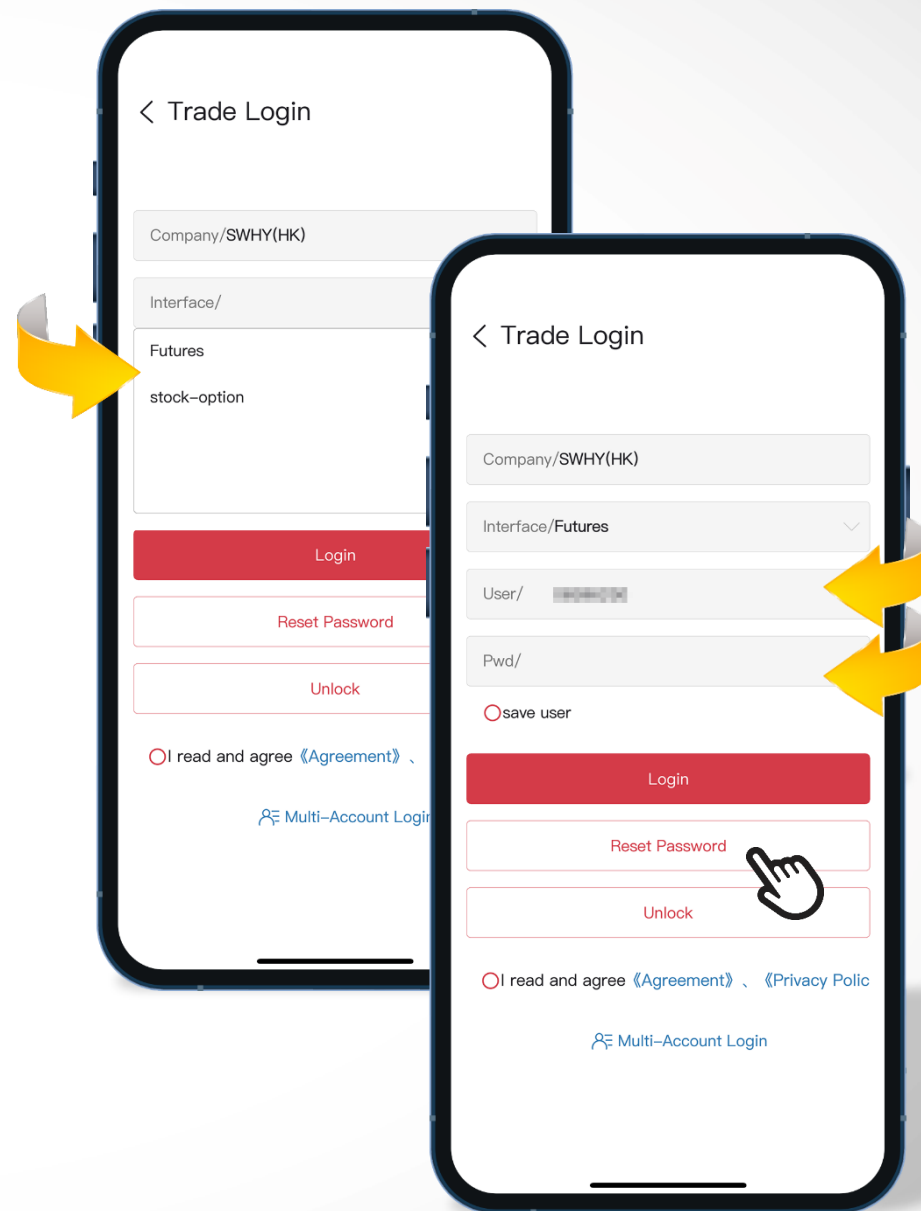 Trade Login
Company/SWHY(HK)
Interface/
Futures
stock-option
Login
Reset Password
Unlock
I read and agree《Agreement》、
Multi-Account Login
Trade Login
Company/SWHY(HK)
Interface/Futures
User/
Pwd/
save user
Login
Reset Password
Unlock
I read and agree《Agreement》、《Privacy Polic
Multi-Account Login